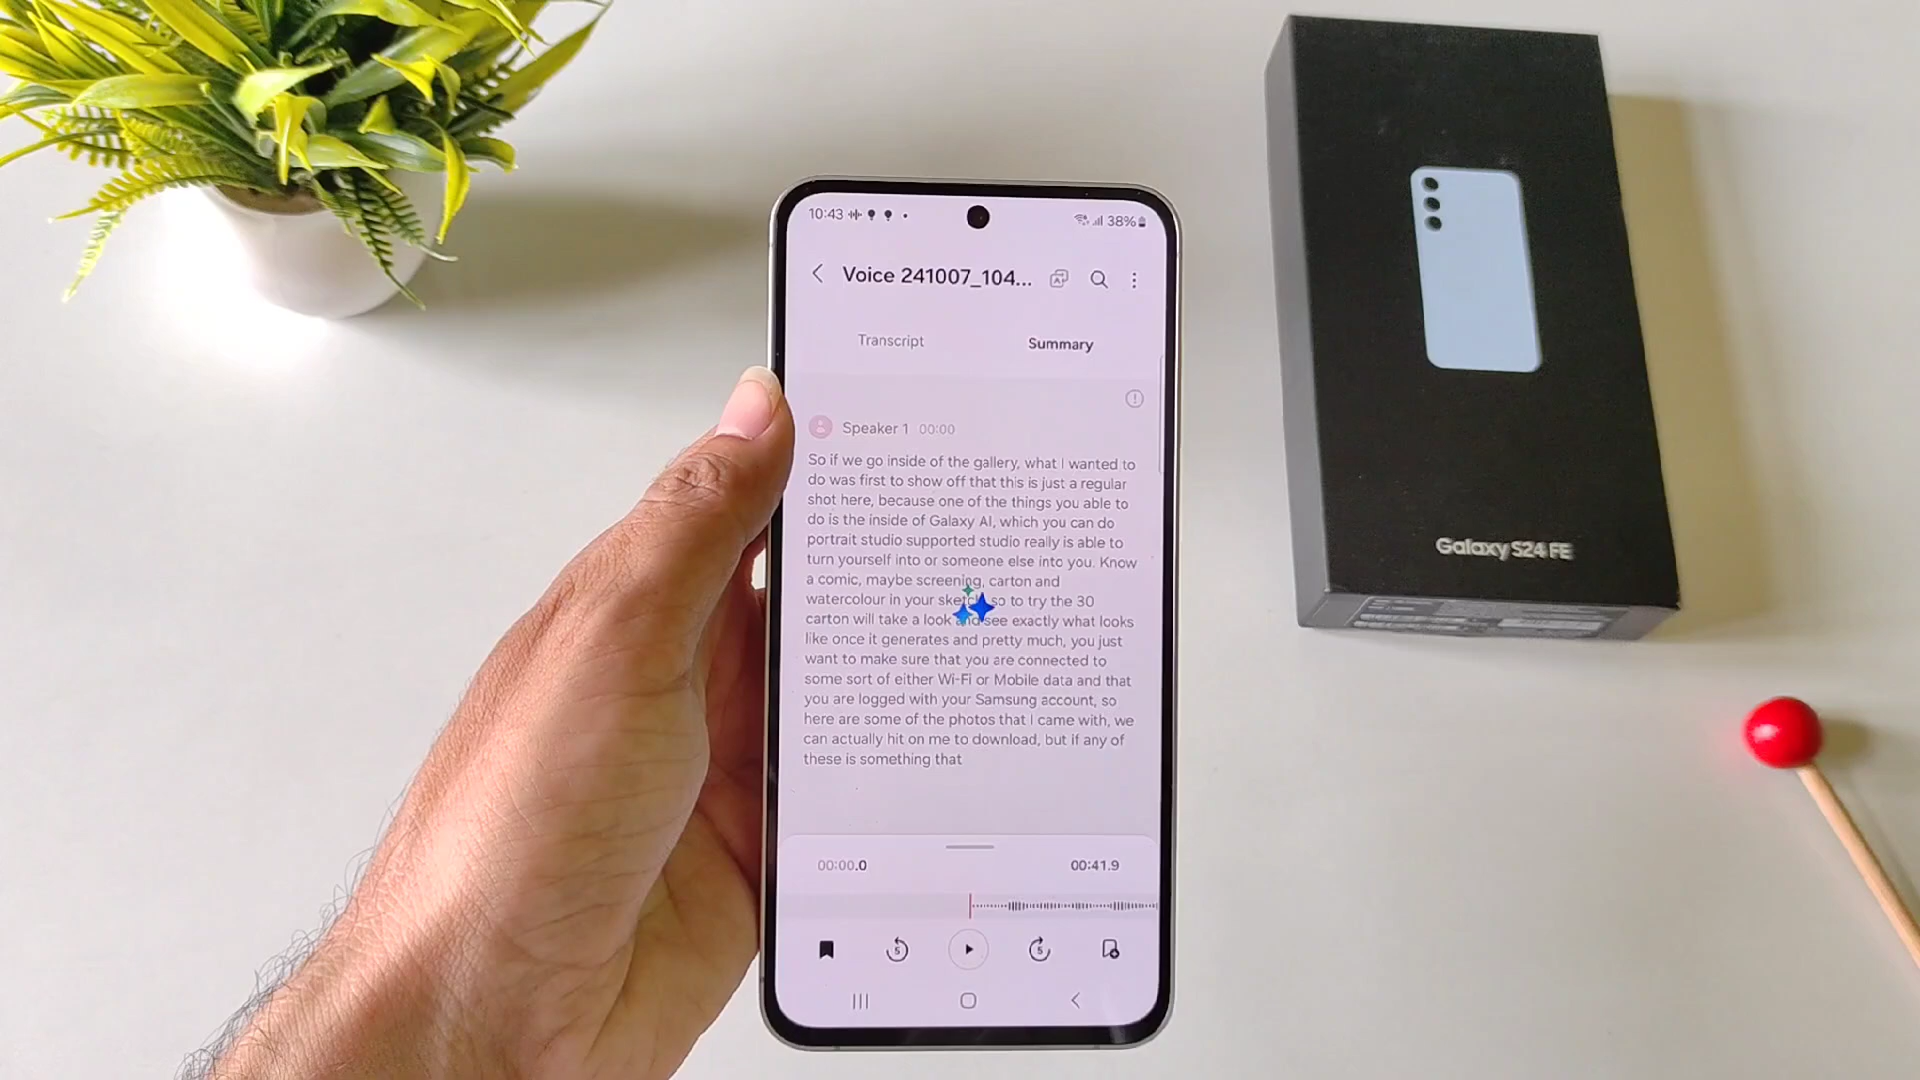 10:43
38%
Voice 241007_104...
Transcript
Summary
Speaker 1 00:00
So if we go inside of the gallery, what I wanted to
do was first to show off that this is just a regular
shot here, because one of the things you able to
do is the inside of Galaxy AI, which you can do
portrait studio supported studio really is able to
turn yourself into or someone else into you. Know
a comic, maybe screening, carton and
watercolour in your sketch so to try the 30
carton will take a look and see exactly what looks
like once it generates and pretty much, you just
want to make sure that you are connected to
some sort of either Wi-Fi or Mobile data and that
you are logged with your Samsung account, so
here are some of the photos that I came with, we
can actually hit on me to download, but if any of
these is something that
00:00.0
00:41.9
5
5
Galaxy S24 FE